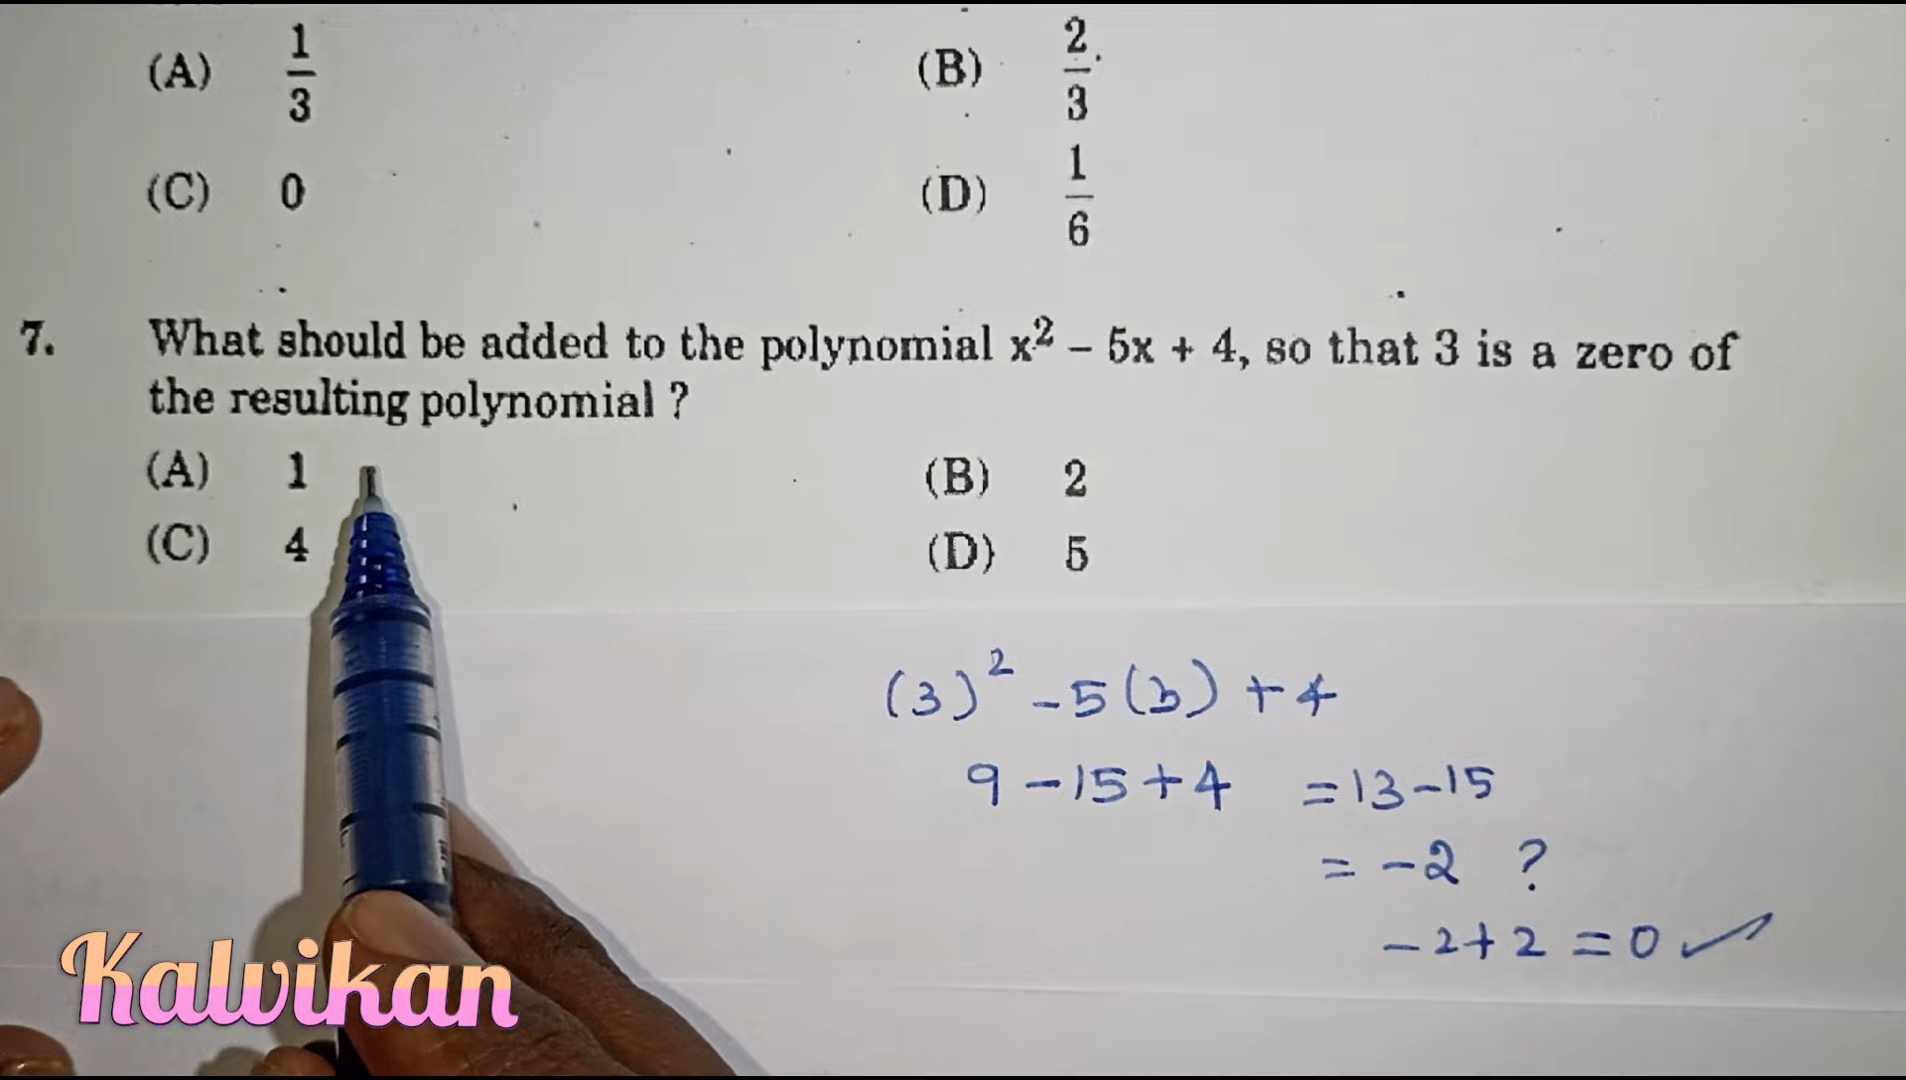 (A) 1/3 (B) 2/3
(C) 0 (D) 1/6
7. What should be added to the polynomial x² – 5x + 4, so that 3 is a zero of
the resulting polynomial ?
(A) 1 (B) 2
(C) 4 (D) 5
(3)² - 5(3) + 4
9 - 15 + 4 = 13 - 15
= -2 ?
-2 + 2 = 0 ✓
Kalvikan